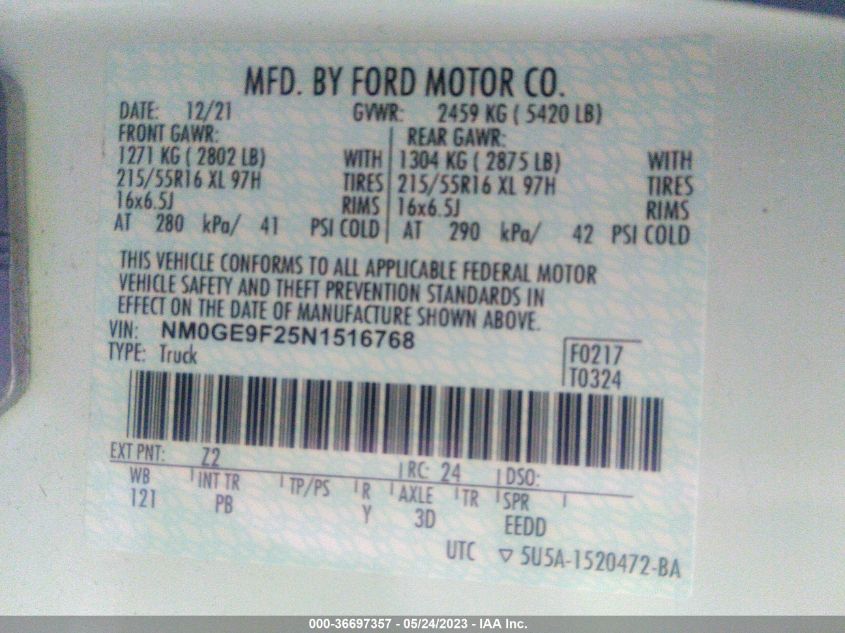 MFD. BY FORD MOTOR CO.
DATE: 12/21 GVWR: 2459 KG ( 5420 LB)
FRONT GAWR: REAR GAWR:
1271 KG ( 2802 LB) WITH 1304 KG ( 2875 LB) WITH
215/55R16 XL 97H TIRES 215/55R16 XL 97H TIRES
16x6.5J RIMS 16x6.5J RIMS
AT 280 kPa/ 41 PSI COLD AT 290 kPa/ 42 PSI COLD
THIS VEHICLE CONFORMS TO ALL APPLICABLE FEDERAL MOTOR
VEHICLE SAFETY AND THEFT PREVENTION STANDARDS IN
EFFECT ON THE DATE OF MANUFACTURE SHOWN ABOVE.
VIN: NM0GE9F25N1516768
TYPE: Truck
F0217
T0324
EXT PNT: Z2 RC: 24 DSO:
WB INT TR TP/PS R AXLE TR SPR
121 PB Y 3D EEDD
UTC ▽ 5U5A-1520472-BA
000-36697357 / 05/24/2023 - IAA Inc.